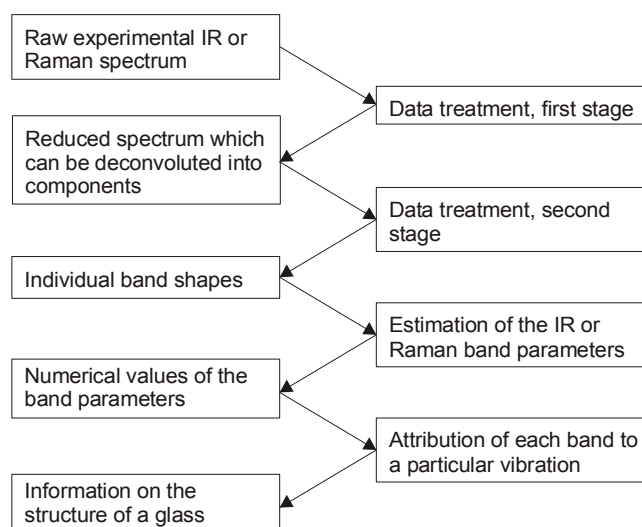 Raw experimental IR or
Raman spectrum
Data treatment, first stage
Reduced spectrum which
can be deconvoluted into
components
Data treatment, second
stage
Individual band shapes
Estimation of the IR or
Raman band parameters
Numerical values of the
band parameters
Attribution of each band to
a particular vibration
Information on the
structure of a glass